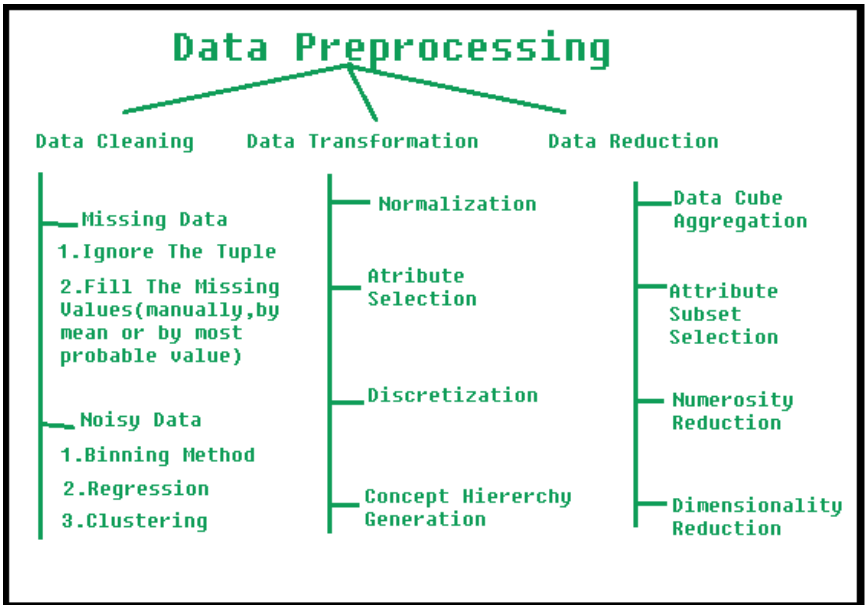 Data Preprocessing
Data Cleaning
Missing Data
1.Ignore The Tuple
2.Fill The Missing
Values(manually,by
mean or by most
probable value)
Noisy Data
1.Binning Method
2.Regression
3.Clustering
Data Transformation
Normalization
Atribute
Selection
Discretization
Concept Hiererchy
Generation
Data Reduction
Data Cube
Aggregation
Attribute
Subset
Selection
Numerosity
Reduction
Dimensionality
Reduction